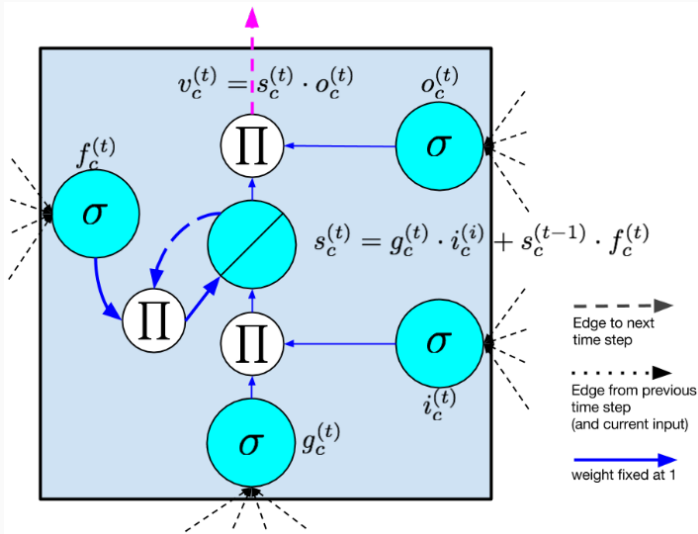 v_c^{(t)} = s_c^{(t)} · o_c^{(t)}
o_c^{(t)}
f_c^{(t)}
∏
σ
σ
s_c^{(t)} = g_c^{(t)} · i_c^{(i)} + s_c^{(t-1)} · f_c^{(t)}
∏
∏
σ
i_c^{(t)}
σ
g_c^{(t)}
Edge to next
time step
Edge from previous
time step
(and current input)
weight fixed at 1